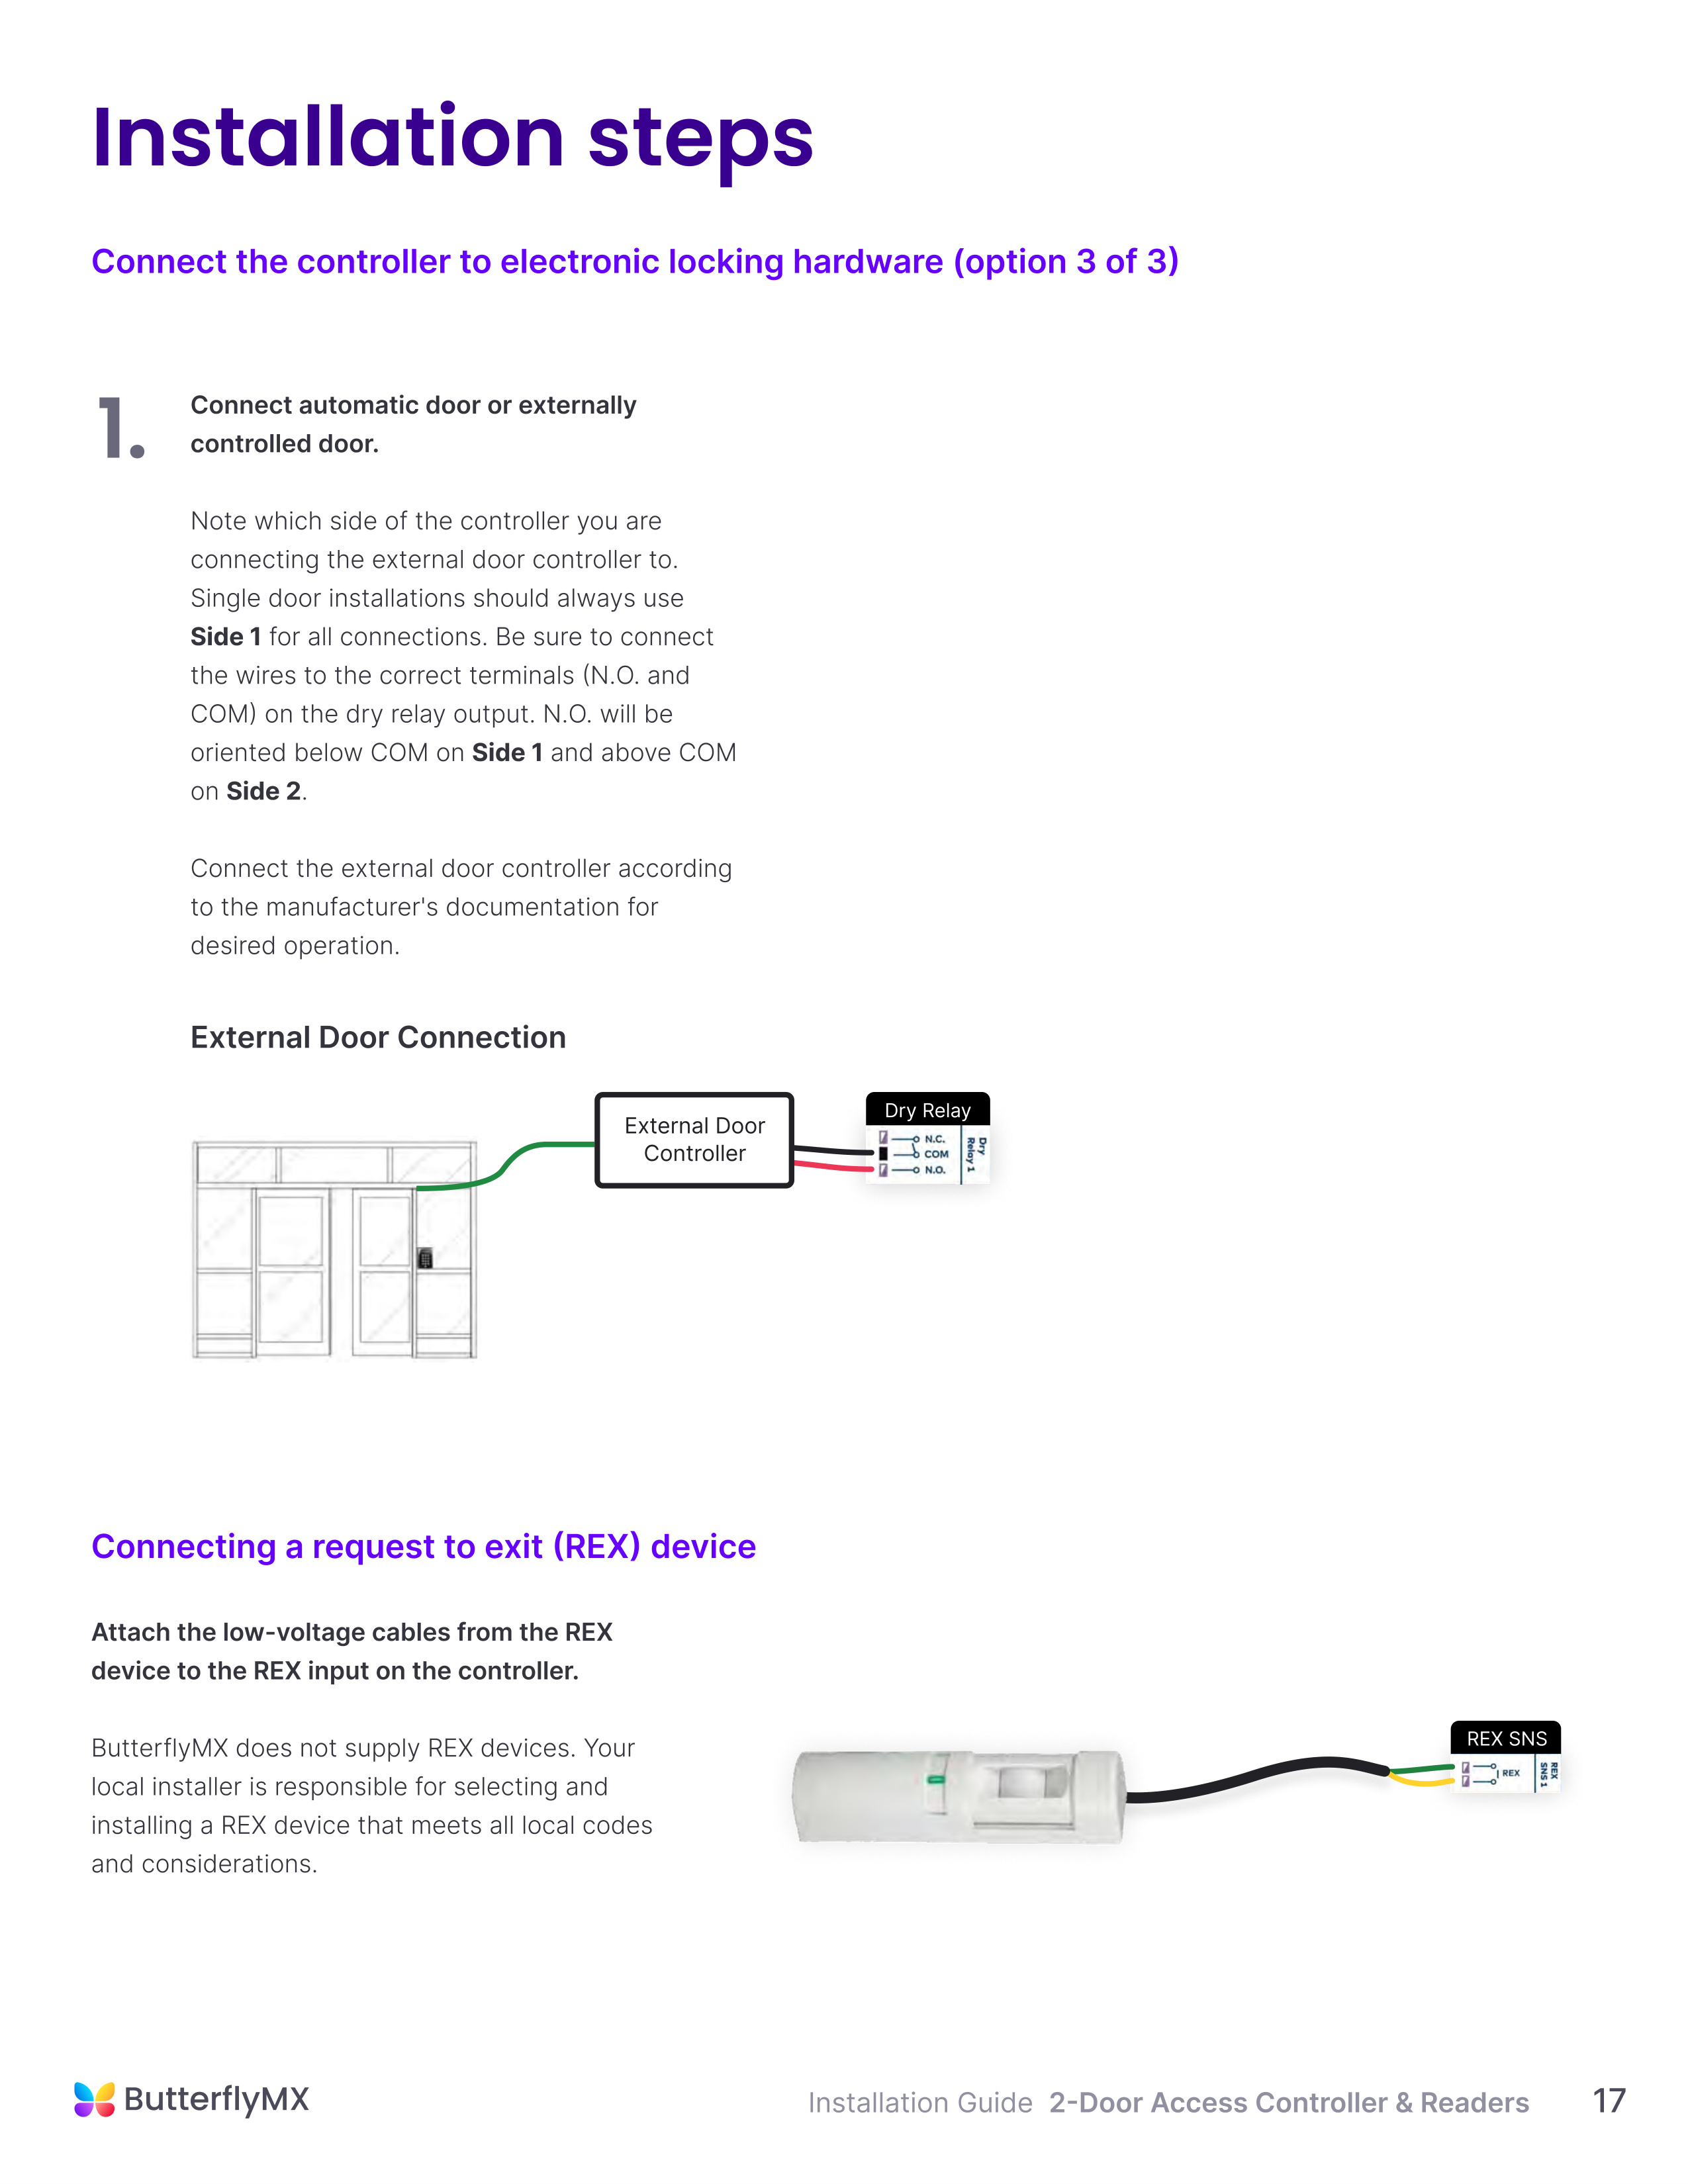 Installation steps
Connect the controller to electronic locking hardware (option 3 of 3)
1.
Connect automatic door or externally
controlled door.
Note which side of the controller you are
connecting the external door controller to.
Single door installations should always use
Side 1 for all connections. Be sure to connect
the wires to the correct terminals (N.O. and
COM) on the dry relay output. N.O. will be
oriented below COM on Side 1 and above COM
on Side 2.
Connect the external door controller according
to the manufacturer's documentation for
desired operation.
External Door Connection
External Door
Controller
Dry Relay
N.C.
COM
N.O.
Dry
Relay 1
Connecting a request to exit (REX) device
Attach the low-voltage cables from the REX
device to the REX input on the controller.
ButterflyMX does not supply REX devices. Your
local installer is responsible for selecting and
installing a REX device that meets all local codes
and considerations.
REX SNS
REX
REX
SNS 1
ButterflyMX
Installation Guide 2-Door Access Controller & Readers 17